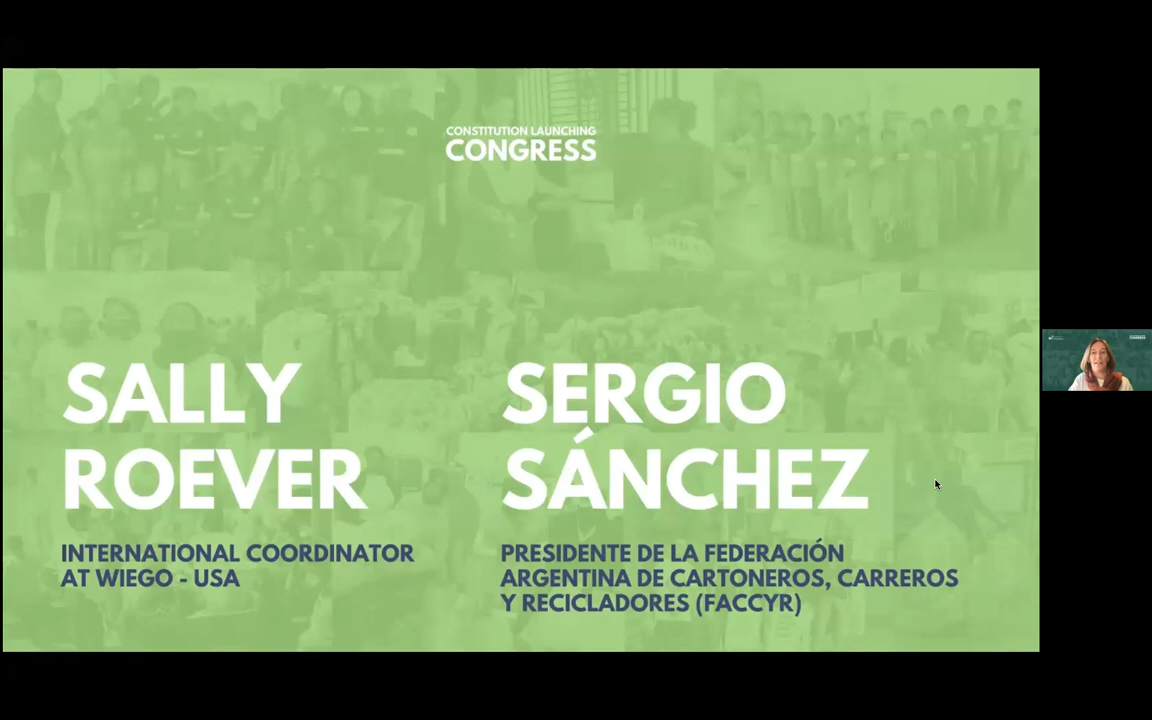 CONSTITUTION LAUNCHING
CONGRESS
SALLY
ROEVER
INTERNATIONAL COORDINATOR
AT WIEGO - USA
SERGIO
SÁNCHEZ
PRESIDENTE DE LA FEDERACIÓN
ARGENTINA DE CARTONEROS, CARREROS
Y RECICLADORES (FACCYR)
CONGRESS